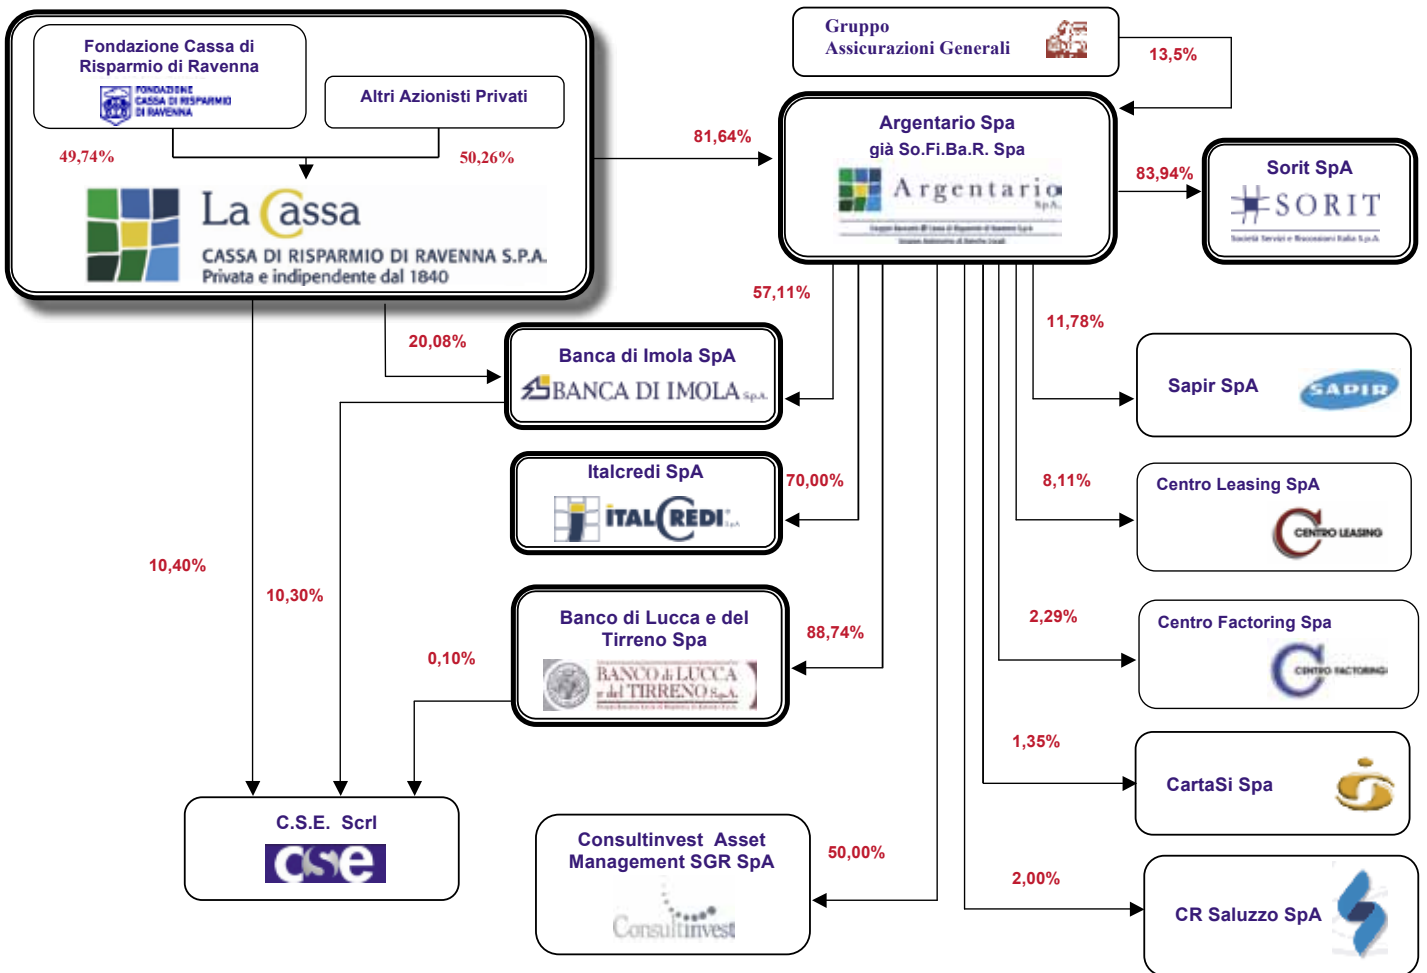 Fondazione Cassa di
Risparmio di Ravenna
FONDAZIONE
CASSA DI RISPARMIO
DI RAVENNA
Altri Azionisti Privati
49,74%
50,26%
La Cassa
CASSA DI RISPARMIO DI RAVENNA S.P.A.
Privata e indipendente dal 1840
Gruppo
Assicurazioni Generali
13,5%
81,64%
Argentario Spa
già So.Fi.Ba.R. Spa
Argentario
S.p.A.
83,94%
Sorit SpA
SORIT
Società Servizi e Riscossioni Italia S.p.A.
57,11%
11,78%
20,08%
Banca di Imola SpA
BANCA DI IMOLA S.p.A.
Sapir SpA
SAPIR
Italcredi SpA
ITALCREDI
70,00%
8,11%
Centro Leasing SpA
CENTRO LEASING
10,40%
10,30%
Banco di Lucca e del
Tirreno Spa
BANCO di LUCCA
e del TIRRENO S.p.A.
88,74%
0,10%
2,29%
Centro Factoring Spa
CENTRO FACTORING
1,35%
CartaSi Spa
C.S.E. Scrl
cse
Consultinvest Asset
Management SGR SpA
Consultinvest
50,00%
2,00%
CR Saluzzo SpA